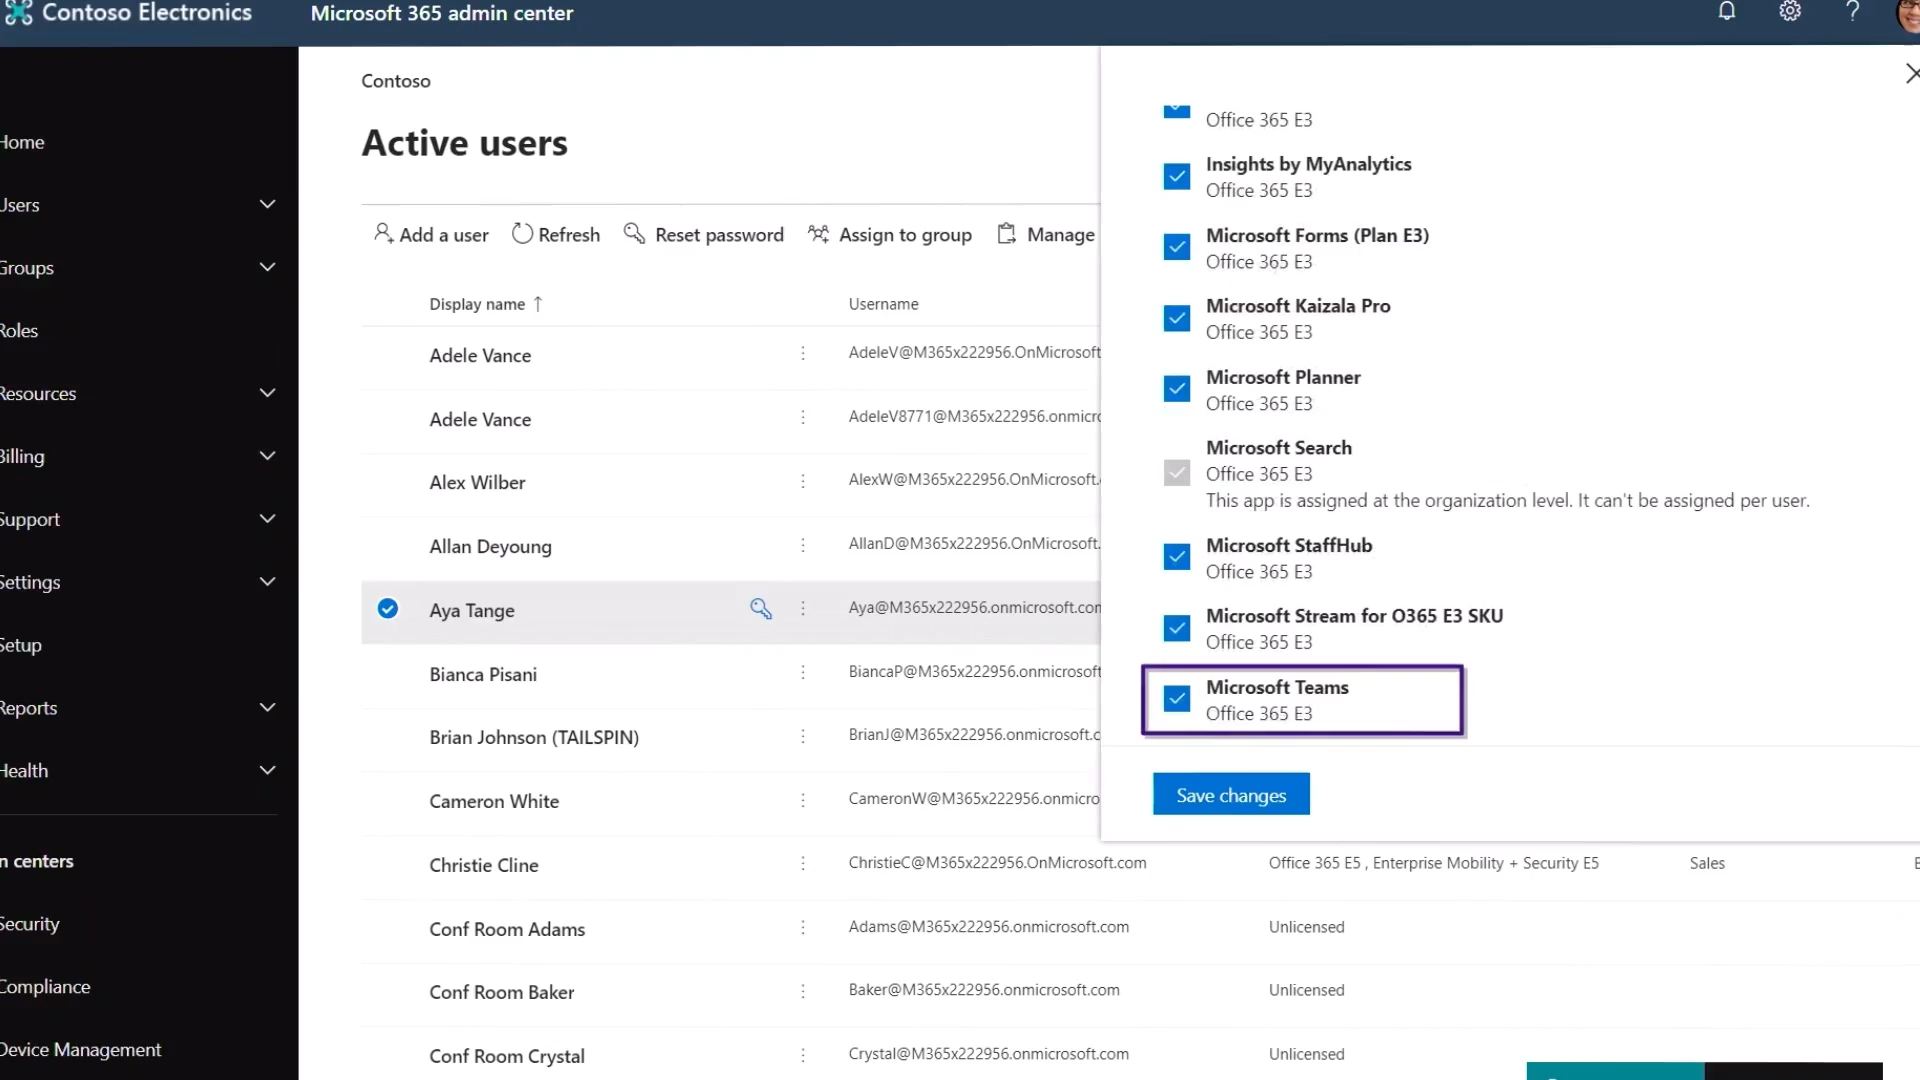 Contoso Electronics
Microsoft 365 admin center
?
Home
Users
Groups
Roles
Resources
Billing
Support
Settings
Setup
Reports
Health
n centers
Security
Compliance
Device Management
Contoso
Active users
Add a user
Refresh
Reset password
Assign to group
Manage
Display name ↑
Username
Adele Vance
AdeleV@M365x222956.OnMicrosoft
Adele Vance
AdeleV8771@M365x222956.onmicro
Alex Wilber
AlexW@M365x222956.OnMicrosoft.
Allan Deyoung
AllanD@M365x222956.OnMicrosoft.
Aya Tange
Aya@M365x222956.onmicrosoft.com
Bianca Pisani
BiancaP@M365x222956.onmicrosoft
Brian Johnson (TAILSPIN)
BrianJ@M365x222956.onmicrosoft.c
Cameron White
CameronW@M365x222956.onmicro
Christie Cline
ChristieC@M365x222956.OnMicrosoft.com
Office 365 E5 , Enterprise Mobility + Security E5
Sales
Conf Room Adams
Adams@M365x222956.onmicrosoft.com
Unlicensed
Conf Room Baker
Baker@M365x222956.onmicrosoft.com
Unlicensed
Conf Room Crystal
Crystal@M365x222956.onmicrosoft.com
Unlicensed
Office 365 E3
Insights by MyAnalytics
Office 365 E3
Microsoft Forms (Plan E3)
Office 365 E3
Microsoft Kaizala Pro
Office 365 E3
Microsoft Planner
Office 365 E3
Microsoft Search
Office 365 E3
This app is assigned at the organization level. It can't be assigned per user.
Microsoft StaffHub
Office 365 E3
Microsoft Stream for O365 E3 SKU
Office 365 E3
Microsoft Teams
Office 365 E3
Save changes